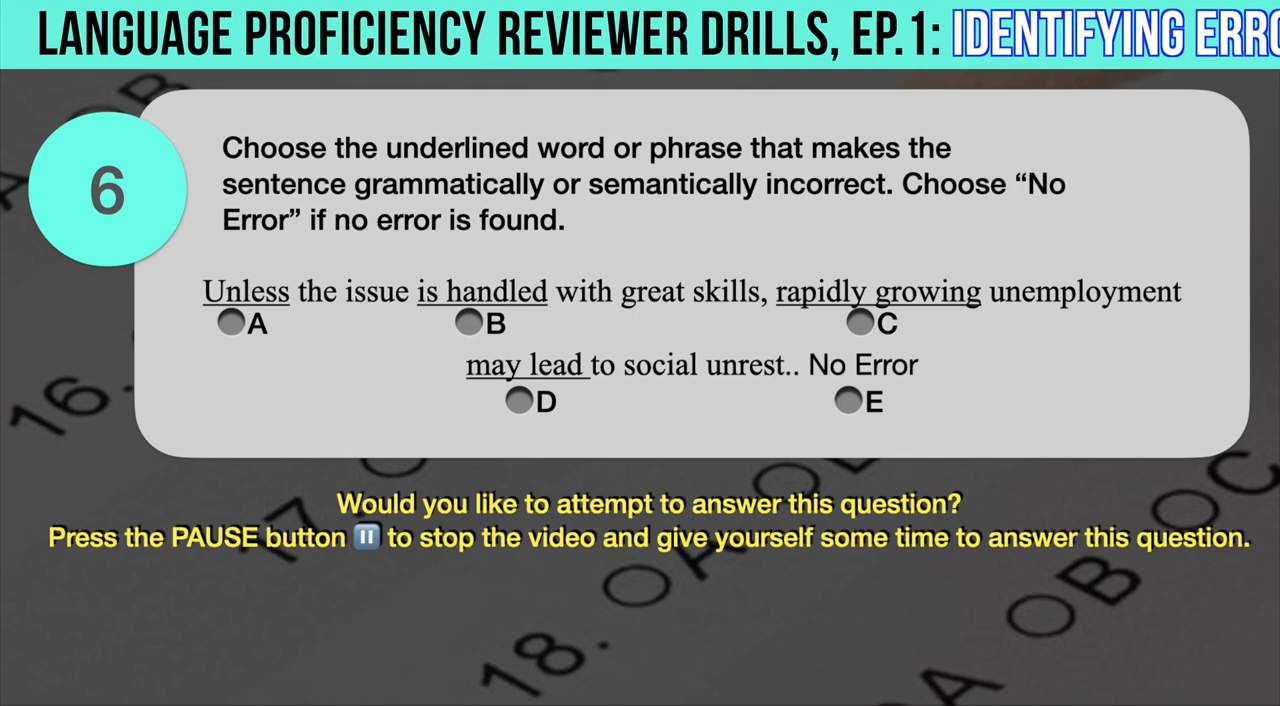 LANGUAGE PROFICIENCY REVIEWER DRILLS, EP.1: IDENTIFYING ERRO
6
Choose the underlined word or phrase that makes the
sentence grammatically or semantically incorrect. Choose “No
Error” if no error is found.
Unless the issue is handled with great skills, rapidly growing unemployment
A B C
may lead to social unrest.. No Error
D E
Would you like to attempt to answer this question?
Press the PAUSE button ⏸ to stop the video and give yourself some time to answer this question.
16.
17
18. A
A B C
B